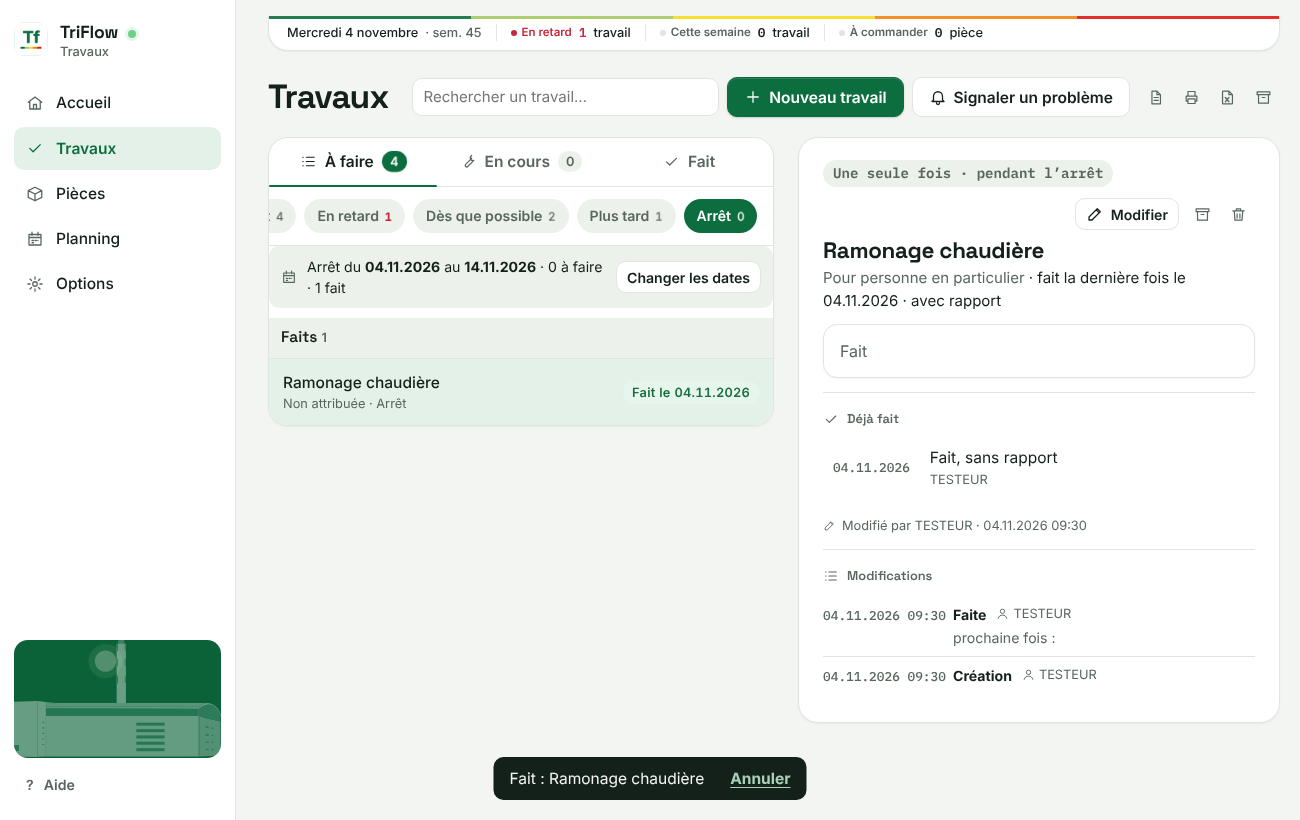 Tf
TriFlow
Travaux
Accueil
Travaux
Pièces
Planning
Options
? Aide
Mercredi 4 novembre · sem. 45
En retard 1 travail
Cette semaine 0 travail
À commander 0 pièce
Travaux
Rechercher un travail...
+ Nouveau travail
Signaler un problème
À faire 4
En cours 0
Fait
4
En retard 1
Dès que possible 2
Plus tard 1
Arrêt 0
Arrêt du 04.11.2026 au 14.11.2026 · 0 à faire
· 1 fait
Changer les dates
Faits 1
Ramonage chaudière
Non attribuée · Arrêt
Fait le 04.11.2026
Une seule fois · pendant l’arrêt
Modifier
Ramonage chaudière
Pour personne en particulier · fait la dernière fois le
04.11.2026 · avec rapport
Fait
Déjà fait
04.11.2026
Fait, sans rapport
TESTEUR
Modifié par TESTEUR · 04.11.2026 09:30
Modifications
04.11.2026 09:30 Faite TESTEUR
prochaine fois :
04.11.2026 09:30 Création TESTEUR
Fait : Ramonage chaudière Annuler